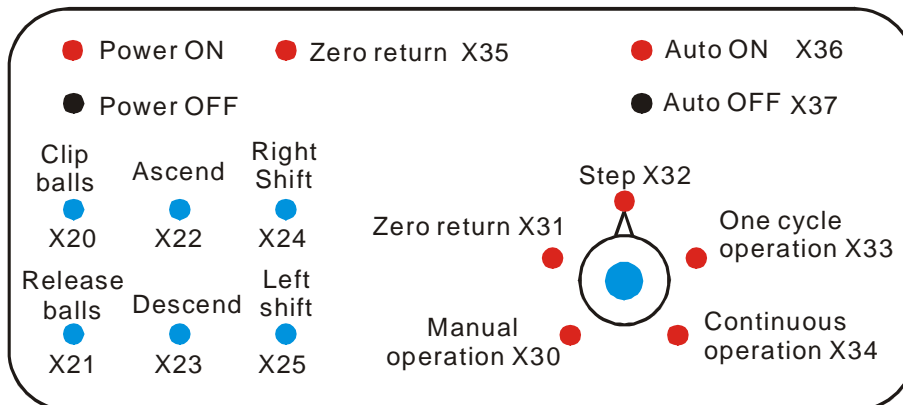 Power ON
Zero return X35
Auto ON X36
Power OFF
Auto OFF X37
Clip
balls
X20
Ascend
X22
Right
Shift
X24
Release
balls
X21
Descend
X23
Left
shift
X25
Step X32
Zero return X31
One cycle
operation X33
Manual
operation X30
Continuous
operation X34